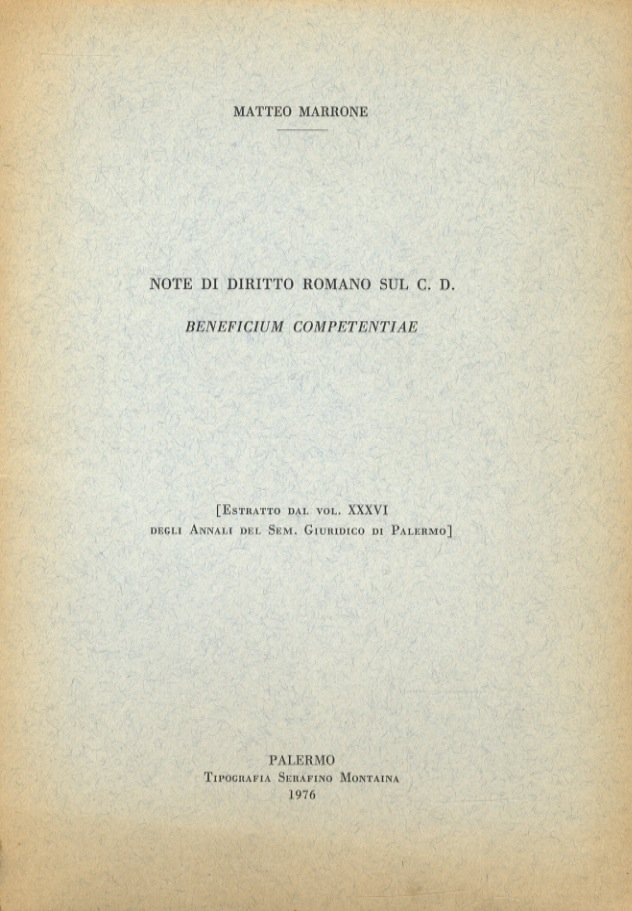 MATTEO MARRONE
NOTE DI DIRITTO ROMANO SUL C. D.
BENEFICIUM COMPETENTIAE
[Estratto dal vol. XXXVI
degli Annali del Sem. Giuridico di Palermo]
PALERMO
Tipografia Serafino Montaina
1976